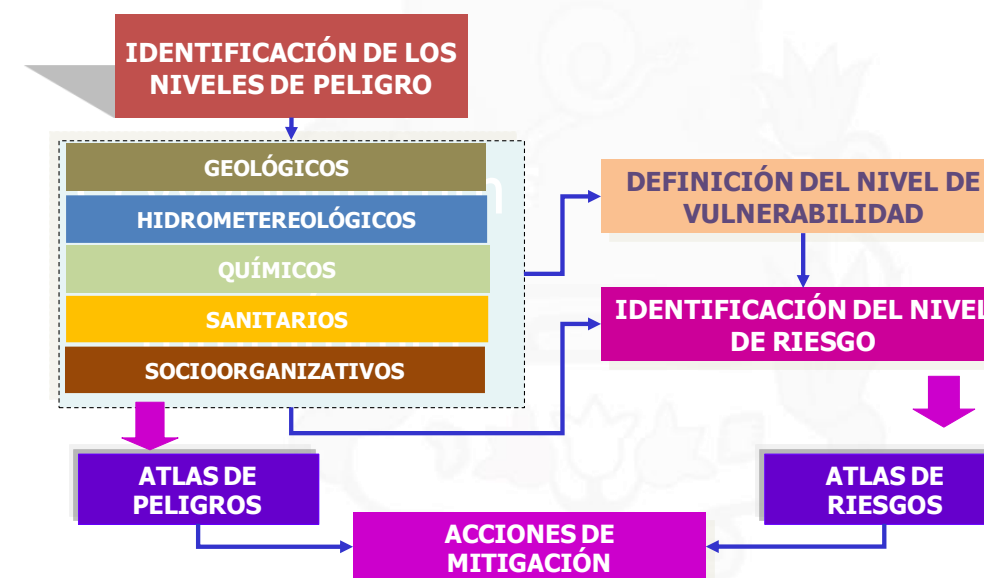 IDENTIFICACIÓN DE LOS
NIVELES DE PELIGRO
GEOLÓGICOS
HIDROMETEREOLÓGICOS
QUÍMICOS
SANITARIOS
SOCIOORGANIZATIVOS
DEFINICIÓN DEL NIVEL DE
VULNERABILIDAD
IDENTIFICACIÓN DEL NIVEL
DE RIESGO
ATLAS DE
PELIGROS
ATLAS DE
RIESGOS
ACCIONES DE
MITIGACIÓN